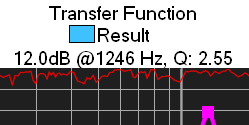 Transfer Function
Result
12.0dB @1246 Hz, Q: 2.55